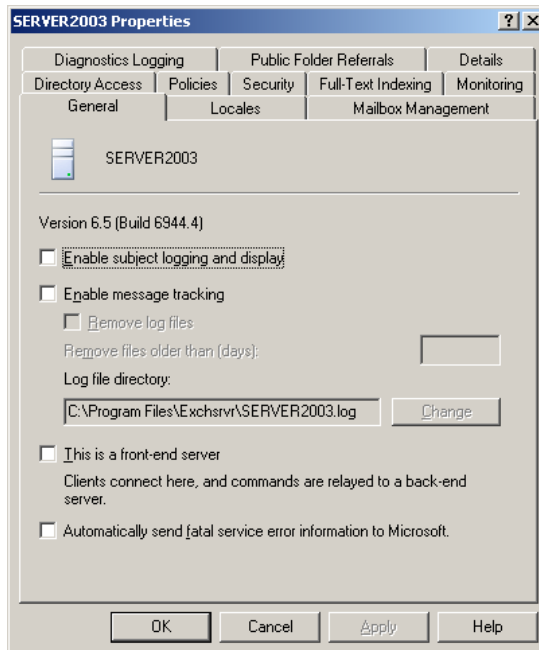 SERVER2003 Properties
Diagnostics Logging Public Folder Referrals Details
Directory Access Policies Security Full-Text Indexing Monitoring
General Locales Mailbox Management
SERVER2003
Version 6.5 (Build 6944.4)
Enable subject logging and display
Enable message tracking
Remove log files
Remove files older than (days):
Log file directory:
C:\Program Files\Exchsrvr\SERVER2003.log Change
This is a front-end server
Clients connect here, and commands are relayed to a back-end
server.
Automatically send fatal service error information to Microsoft.
OK Cancel Apply Help